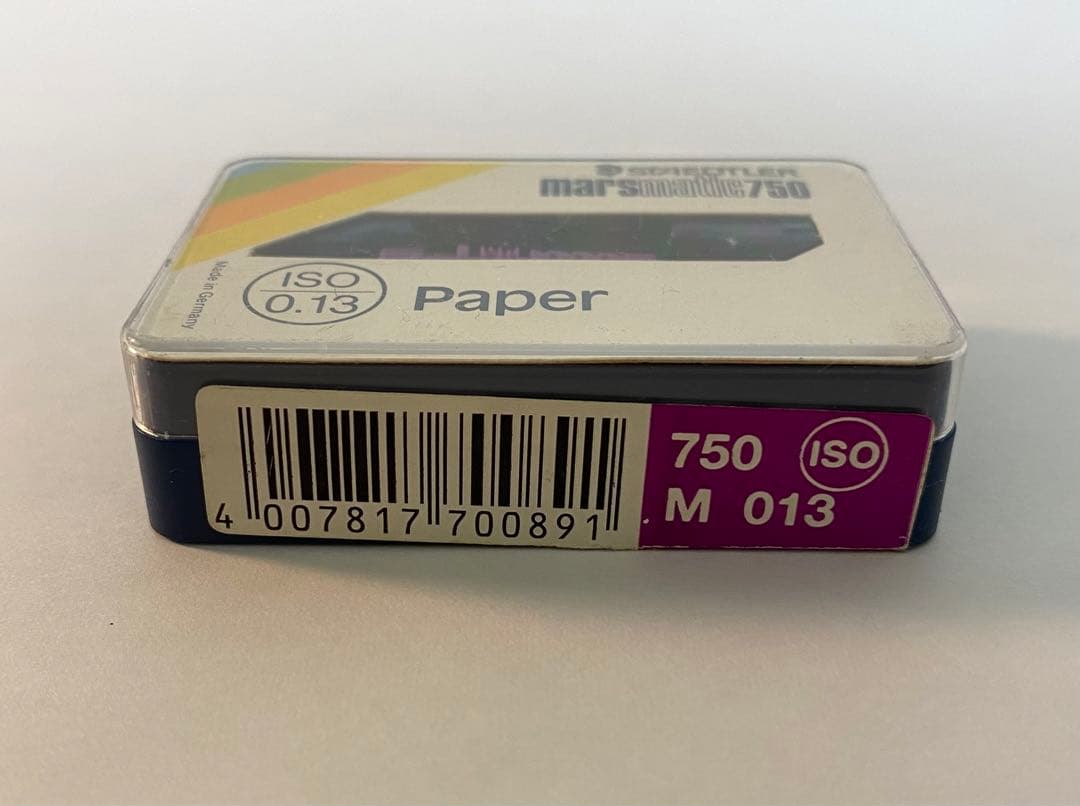 STAEDTLER
marsmatic750
Made in Germany
ISO
0.13
Paper
4 007817 700891
750 ISO
M 013